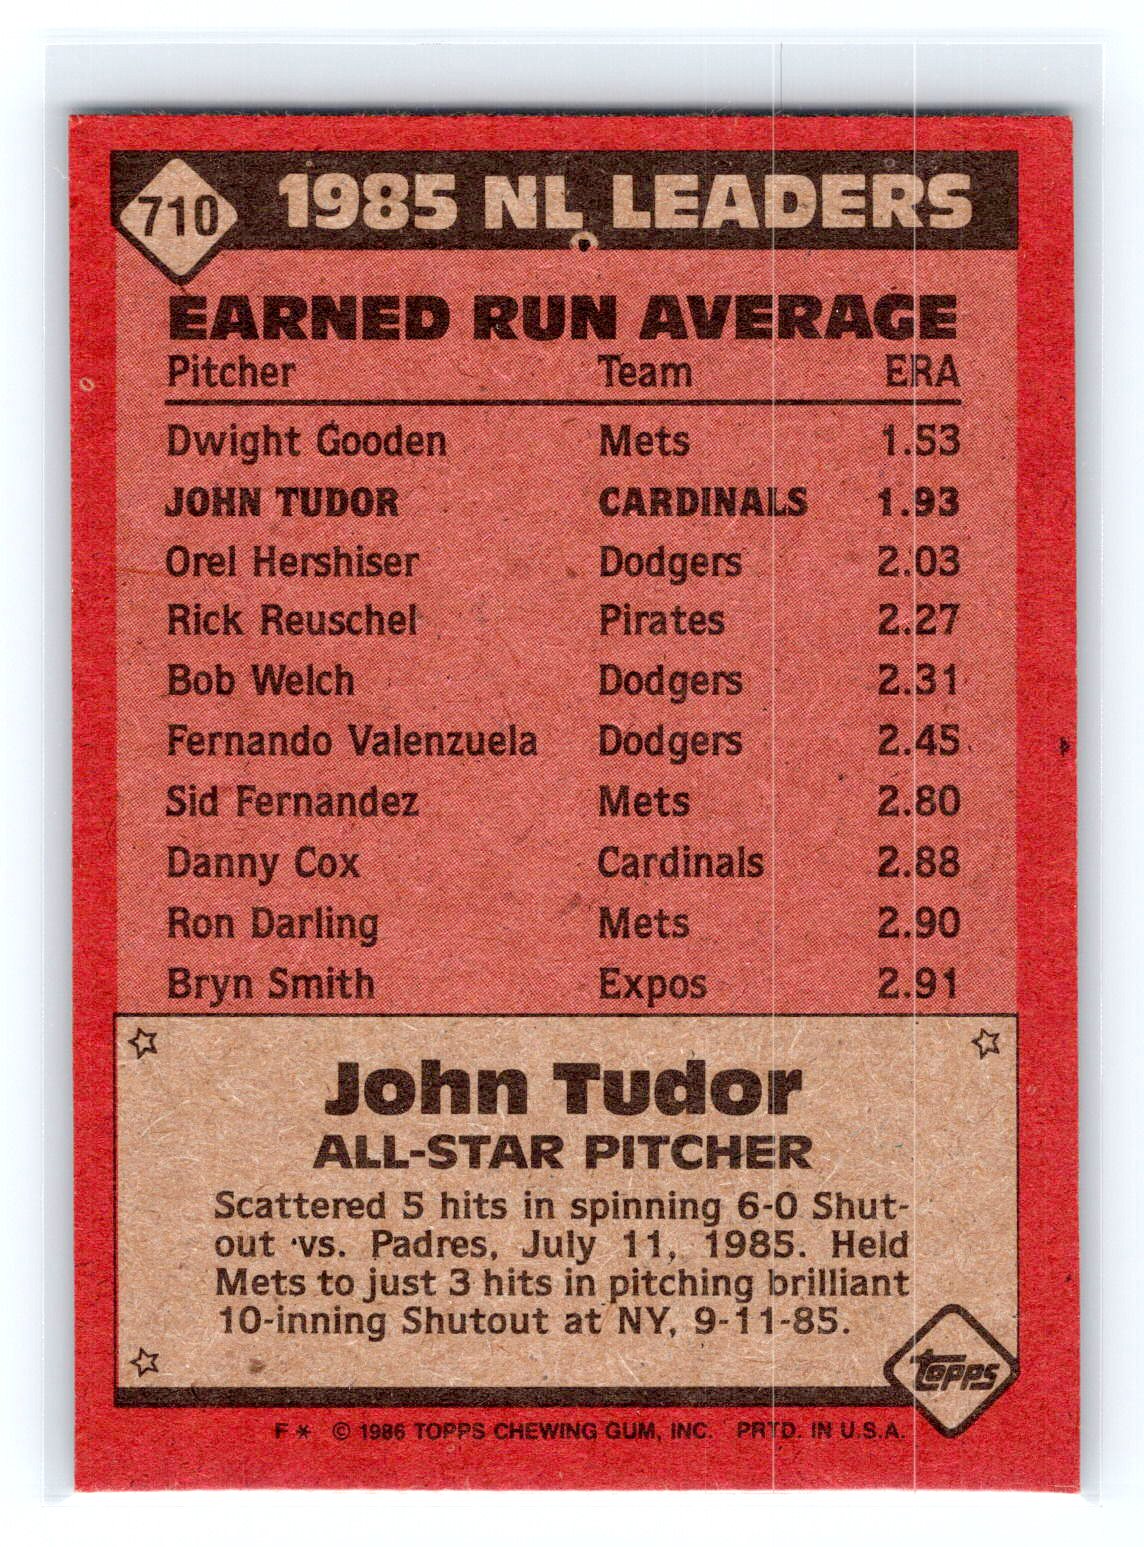 710 1985 NL LEADERS
EARNED RUN AVERAGE
Pitcher Team ERA
Dwight Gooden Mets 1.53
JOHN TUDOR CARDINALS 1.93
Orel Hershiser Dodgers 2.03
Rick Reuschel Pirates 2.27
Bob Welch Dodgers 2.31
Fernando Valenzuela Dodgers 2.45
Sid Fernandez Mets 2.80
Danny Cox Cardinals 2.88
Ron Darling Mets 2.90
Bryn Smith Expos 2.91
John Tudor
ALL-STAR PITCHER
Scattered 5 hits in spinning 6-0 Shut-
out vs. Padres, July 11, 1985. Held
Mets to just 3 hits in pitching brilliant
10-inning Shutout at NY, 9-11-85.
topps
F * © 1986 TOPPS CHEWING GUM, INC. PRTD. IN U.S.A.